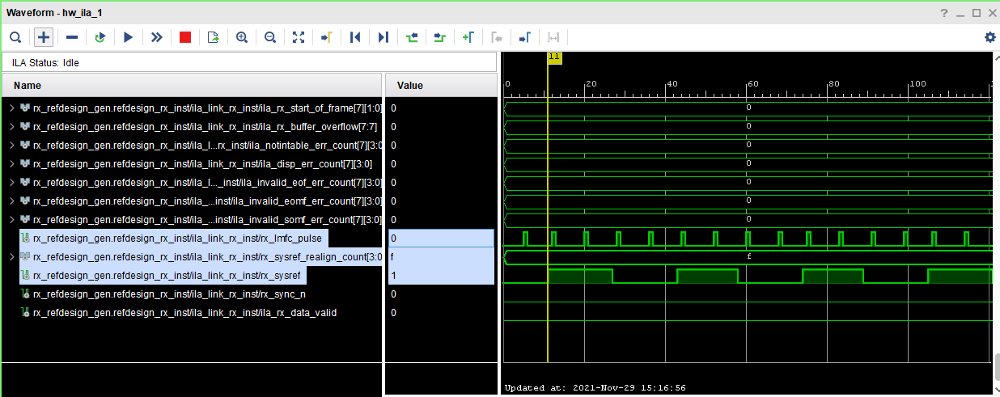 Waveform - hw_ila_1
ILA Status: Idle
Name Value
11
0 20 40 60 80 100
rx_refdesign_gen.refdesign_rx_inst/ila_link_rx_inst/ila_rx_start_of_frame[7][1:0] 0 0
rx_refdesign_gen.refdesign_rx_inst/ila_link_rx_inst/ila_rx_buffer_overflow[7:7] 0 0
rx_refdesign_gen.refdesign_rx_inst/ila_l...rx_inst/ila_notintable_err_count[7][3:0 0 0
rx_refdesign_gen.refdesign_rx_inst/ila_link_rx_inst/ila_disp_err_count[7][3:0] 0 0
rx_refdesign_gen.refdesign_rx_inst/ila_l..._inst/ila_invalid_eof_err_count[7][3:0] 0 0
rx_refdesign_gen.refdesign_rx_inst/ila_...inst/ila_invalid_eomf_err_count[7][3:0] 0 0
rx_refdesign_gen.refdesign_rx_inst/ila_...inst/ila_invalid_somf_err_count[7][3:0] 0 0
rx_refdesign_gen.refdesign_rx_inst/ila_link_rx_inst/rx_lmfc_pulse 0
rx_refdesign_gen.refdesign_rx_inst/ila_link_rx_inst/rx_sysref_realign_count[3:0 f f
rx_refdesign_gen.refdesign_rx_inst/ila_link_rx_inst/rx_sysref 1
rx_refdesign_gen.refdesign_rx_inst/ila_link_rx_inst/rx_sync_n 0
rx_refdesign_gen.refdesign_rx_inst/ila_link_rx_inst/ila_rx_data_valid 0
Updated at: 2021-Nov-29 15:16:56